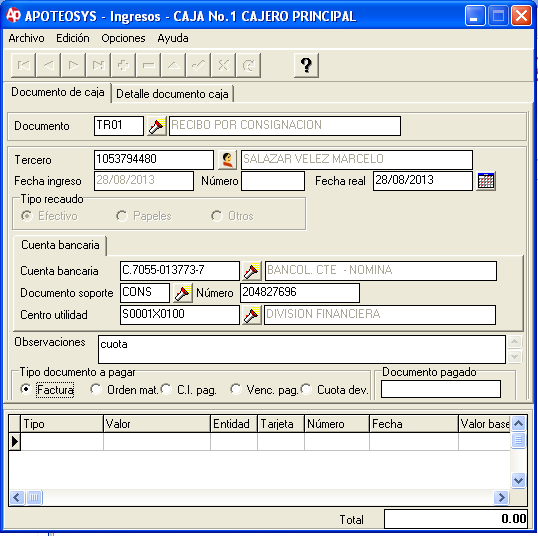 APOTEOSYS - Ingresos - CAJA No.1 CAJERO PRINCIPAL
Archivo Edición Opciones Ayuda
?
Documento de caja Detalle documento caja
Documento TR01 RECIBO POR CONSIGNACION
Tercero 1053794480 SALAZAR VELEZ MARCELO
Fecha ingreso 28/08/2013 Número Fecha real 28/08/2013
Tipo recaudo
Efectivo Papeles Otros
Cuenta bancaria
Cuenta bancaria C.7055-013773-7 BANCOL. CTE - NOMINA
Documento soporte CONS Número 204827696
Centro utilidad S0001X0100 DIVISION FINANCIERA
Observaciones cuota
Tipo documento a pagar Documento pagado
Factura Orden mat. C.I. pag. Venc. pag. Cuota dev.
Tipo Valor Entidad Tarjeta Número Fecha Valor base
Total 0.00